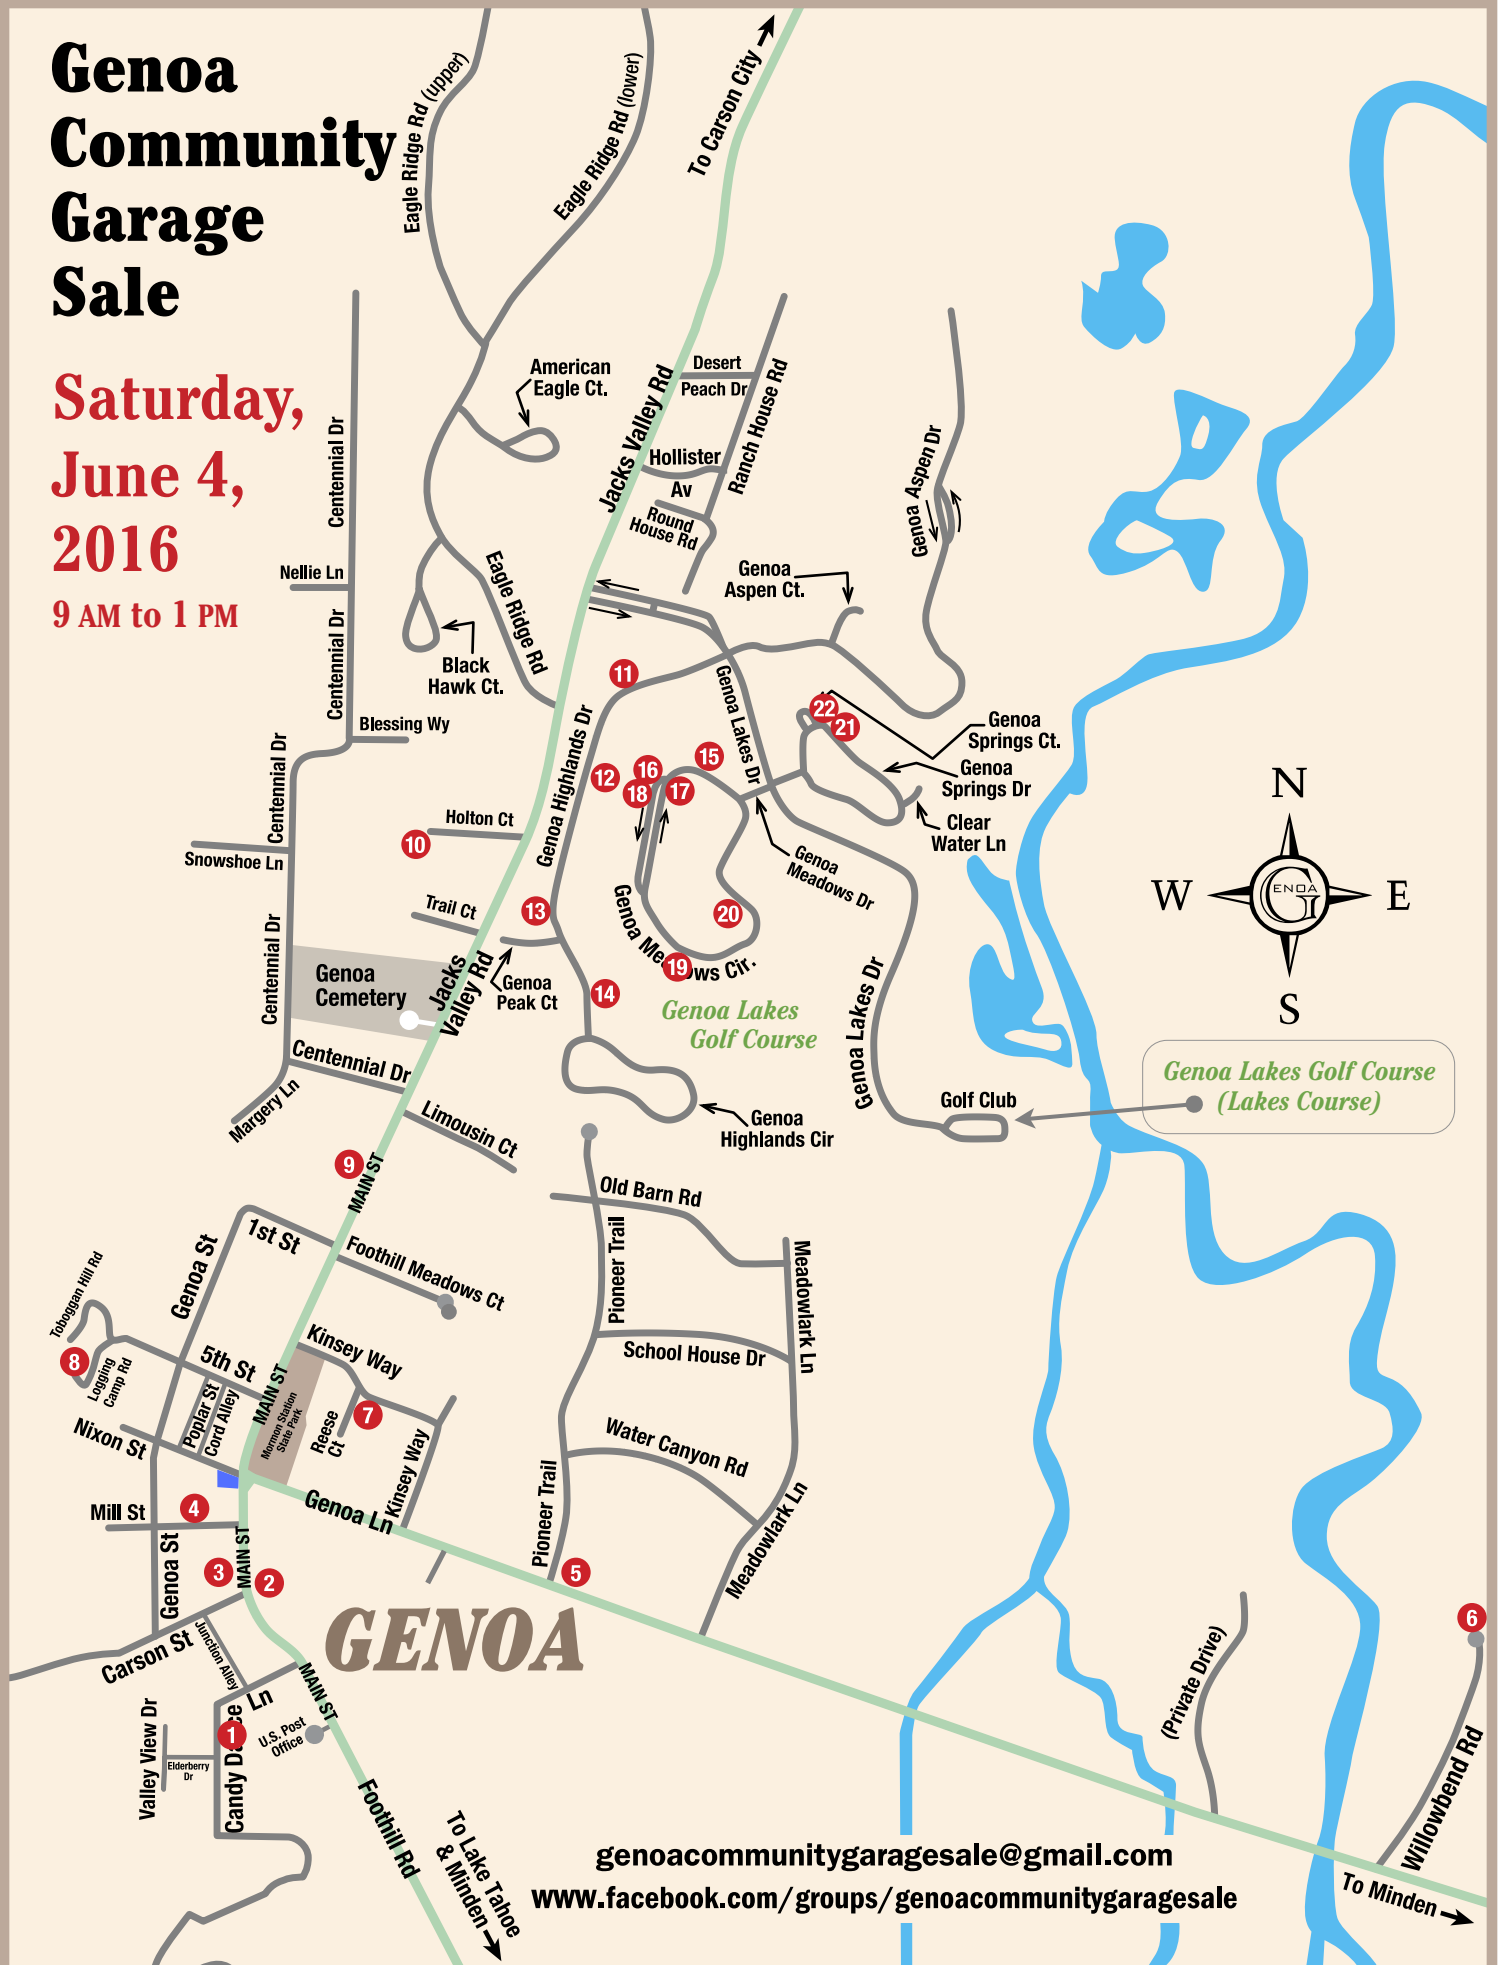 Genoa
Community
Garage
Sale
Saturday,
June 4,
2016
9 AM to 1 PM
Eagle Ridge Rd (upper)
Eagle Ridge Rd (lower)
To Carson City
American
Eagle Ct.
Jacks Valley Rd
Desert
Peach Dr
Ranch House Rd
Hollister
Av
Round
House Rd
Genoa Aspen Dr
Genoa
Aspen Ct.
Centennial Dr
Nellie Ln
Centennial Dr
Eagle Ridge Rd
Black
Hawk Ct.
Blessing Wy
Centennial Dr
11
Genoa Lakes Dr
22
21
Genoa
Springs Ct.
Genoa
Springs Dr
Clear
Water Ln
Genoa Highlands Dr
12
16
15
18
17
Genoa
Meadows Dr
Holton Ct
10
Snowshoe Ln
Trail Ct
13
20
Centennial Dr
Genoa
Cemetery
Jacks
Valley Rd
Genoa
Peak Ct
14
19
Genoa Me ows Cir.
Genoa Lakes
Golf Course
Genoa Lakes Dr
N
W
E
S
GENOA
G
Genoa Lakes Golf Course
(Lakes Course)
Golf Club
Centennial Dr
Margery Ln
Limousin Ct
Genoa
Highlands Cir
9
MAIN ST
1st St
Genoa St
Foothill Meadows Ct
Old Barn Rd
Pioneer Trail
Meadowlark Ln
School House Dr
Toboggan Hill Rd
8
Logging
Camp Rd
5th St
Kinsey Way
MAIN ST
Mormon Station
State Park
Poplar St
Cord Alley
Nixon St
Reese
Ct
7
Kinsey Way
Water Canyon Rd
Pioneer Trail
Meadowlark Ln
Genoa Ln
Mill St
4
Genoa St
3
MAIN ST
2
5
6
GENOA
Carson St
Junction Alley
MAIN ST
Ln
1
Candy D ce
U.S. Post
Office
Valley View Dr
Elderberry
Dr
Foothill Rd
To Lake Tahoe
& Minden
(Private Drive)
Willowbend Rd
To Minden
genoacommunitygaragesale@gmail.com
www.facebook.com/groups/genoacommunitygaragesale